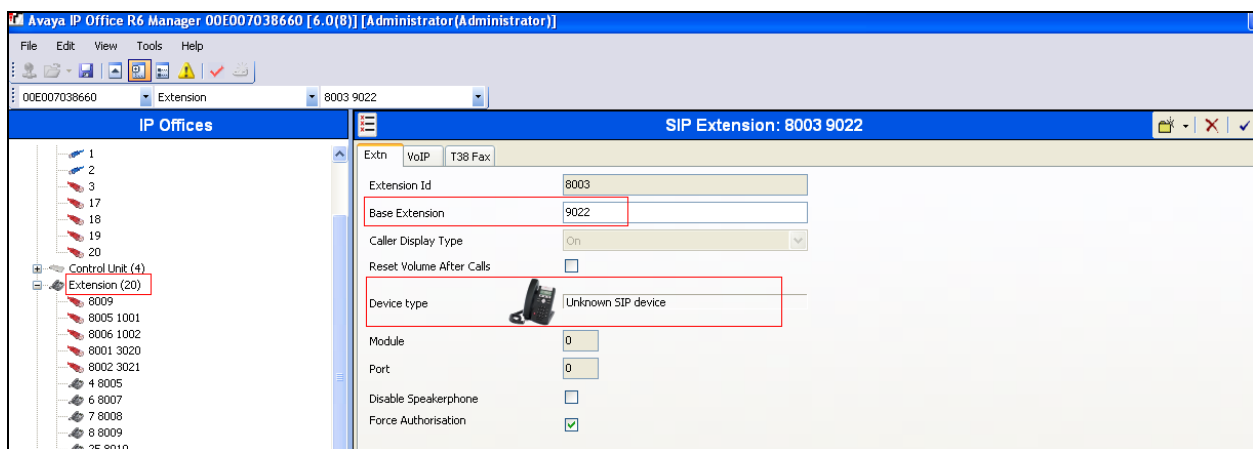 Avaya IP Office R6 Manager 00E007038660 [6.0(8)] [Administrator(Administrator)]
File Edit View Tools Help
00E007038660 Extension 8003 9022
IP Offices
SIP Extension: 8003 9022
1
2
3
17
18
19
20
Control Unit (4)
Extension (20)
8009
8005 1001
8006 1002
8001 3020
8002 3021
4 8005
6 8007
7 8008
8 8009
Extn VoIP T38 Fax
Extension Id 8003
Base Extension 9022
Caller Display Type On
Reset Volume After Calls
Device type Unknown SIP device
Module 0
Port 0
Disable Speakerphone
Force Authorisation